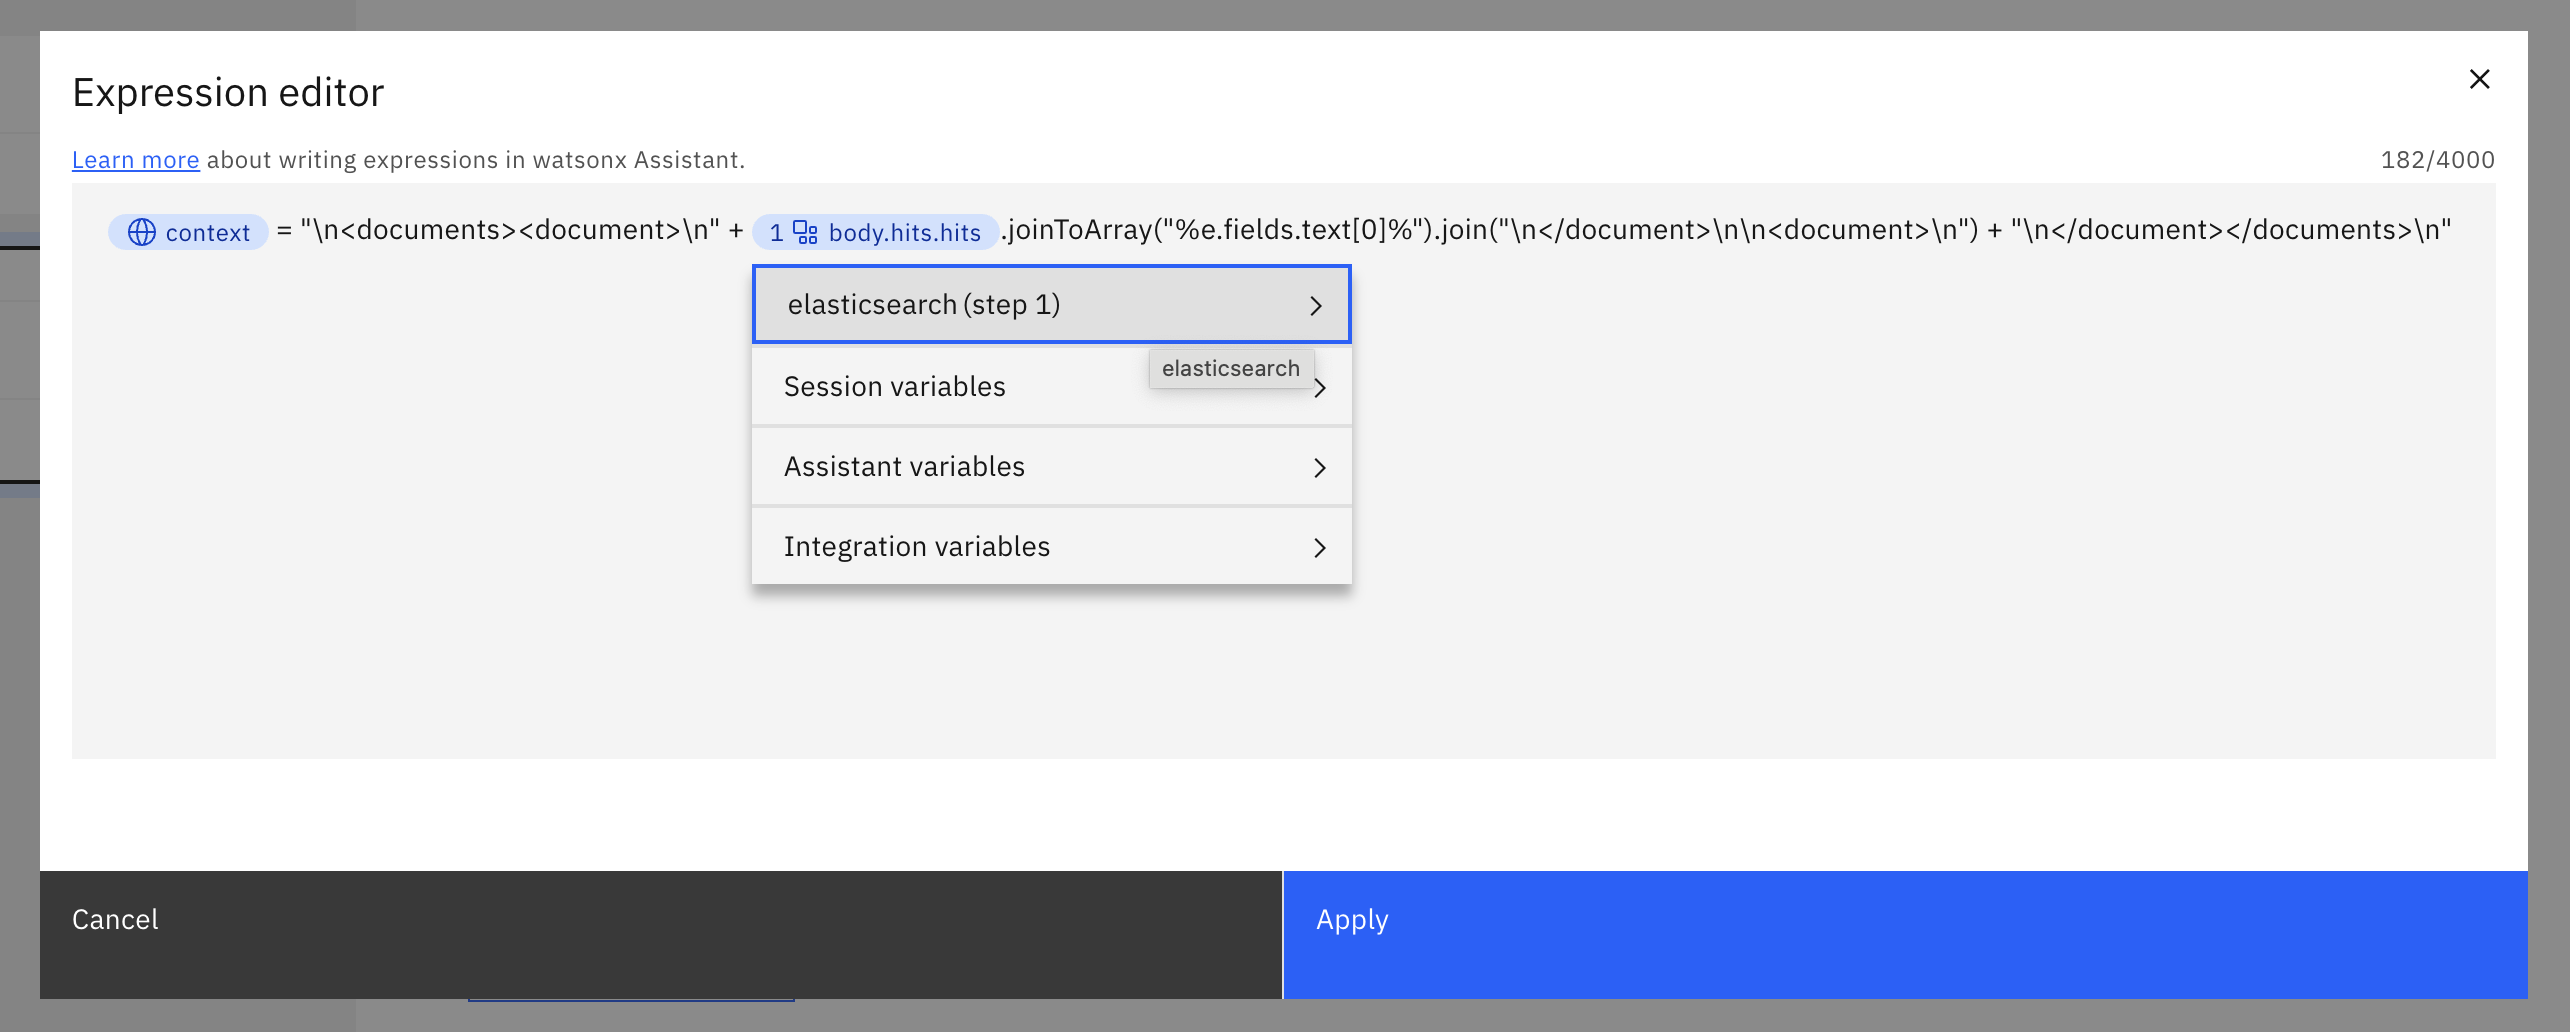 Expression editor
Learn more about writing expressions in watsonx Assistant.
182/4000
context = "\n<documents><document>\n" + 1 body.hits.hits .joinToArray("%e.fields.text[0]%").join("\n</document>\n\n<document>\n") + "\n</document></documents>\n"
elasticsearch (step 1)
elasticsearch
Session variables
Assistant variables
Integration variables
Cancel
Apply